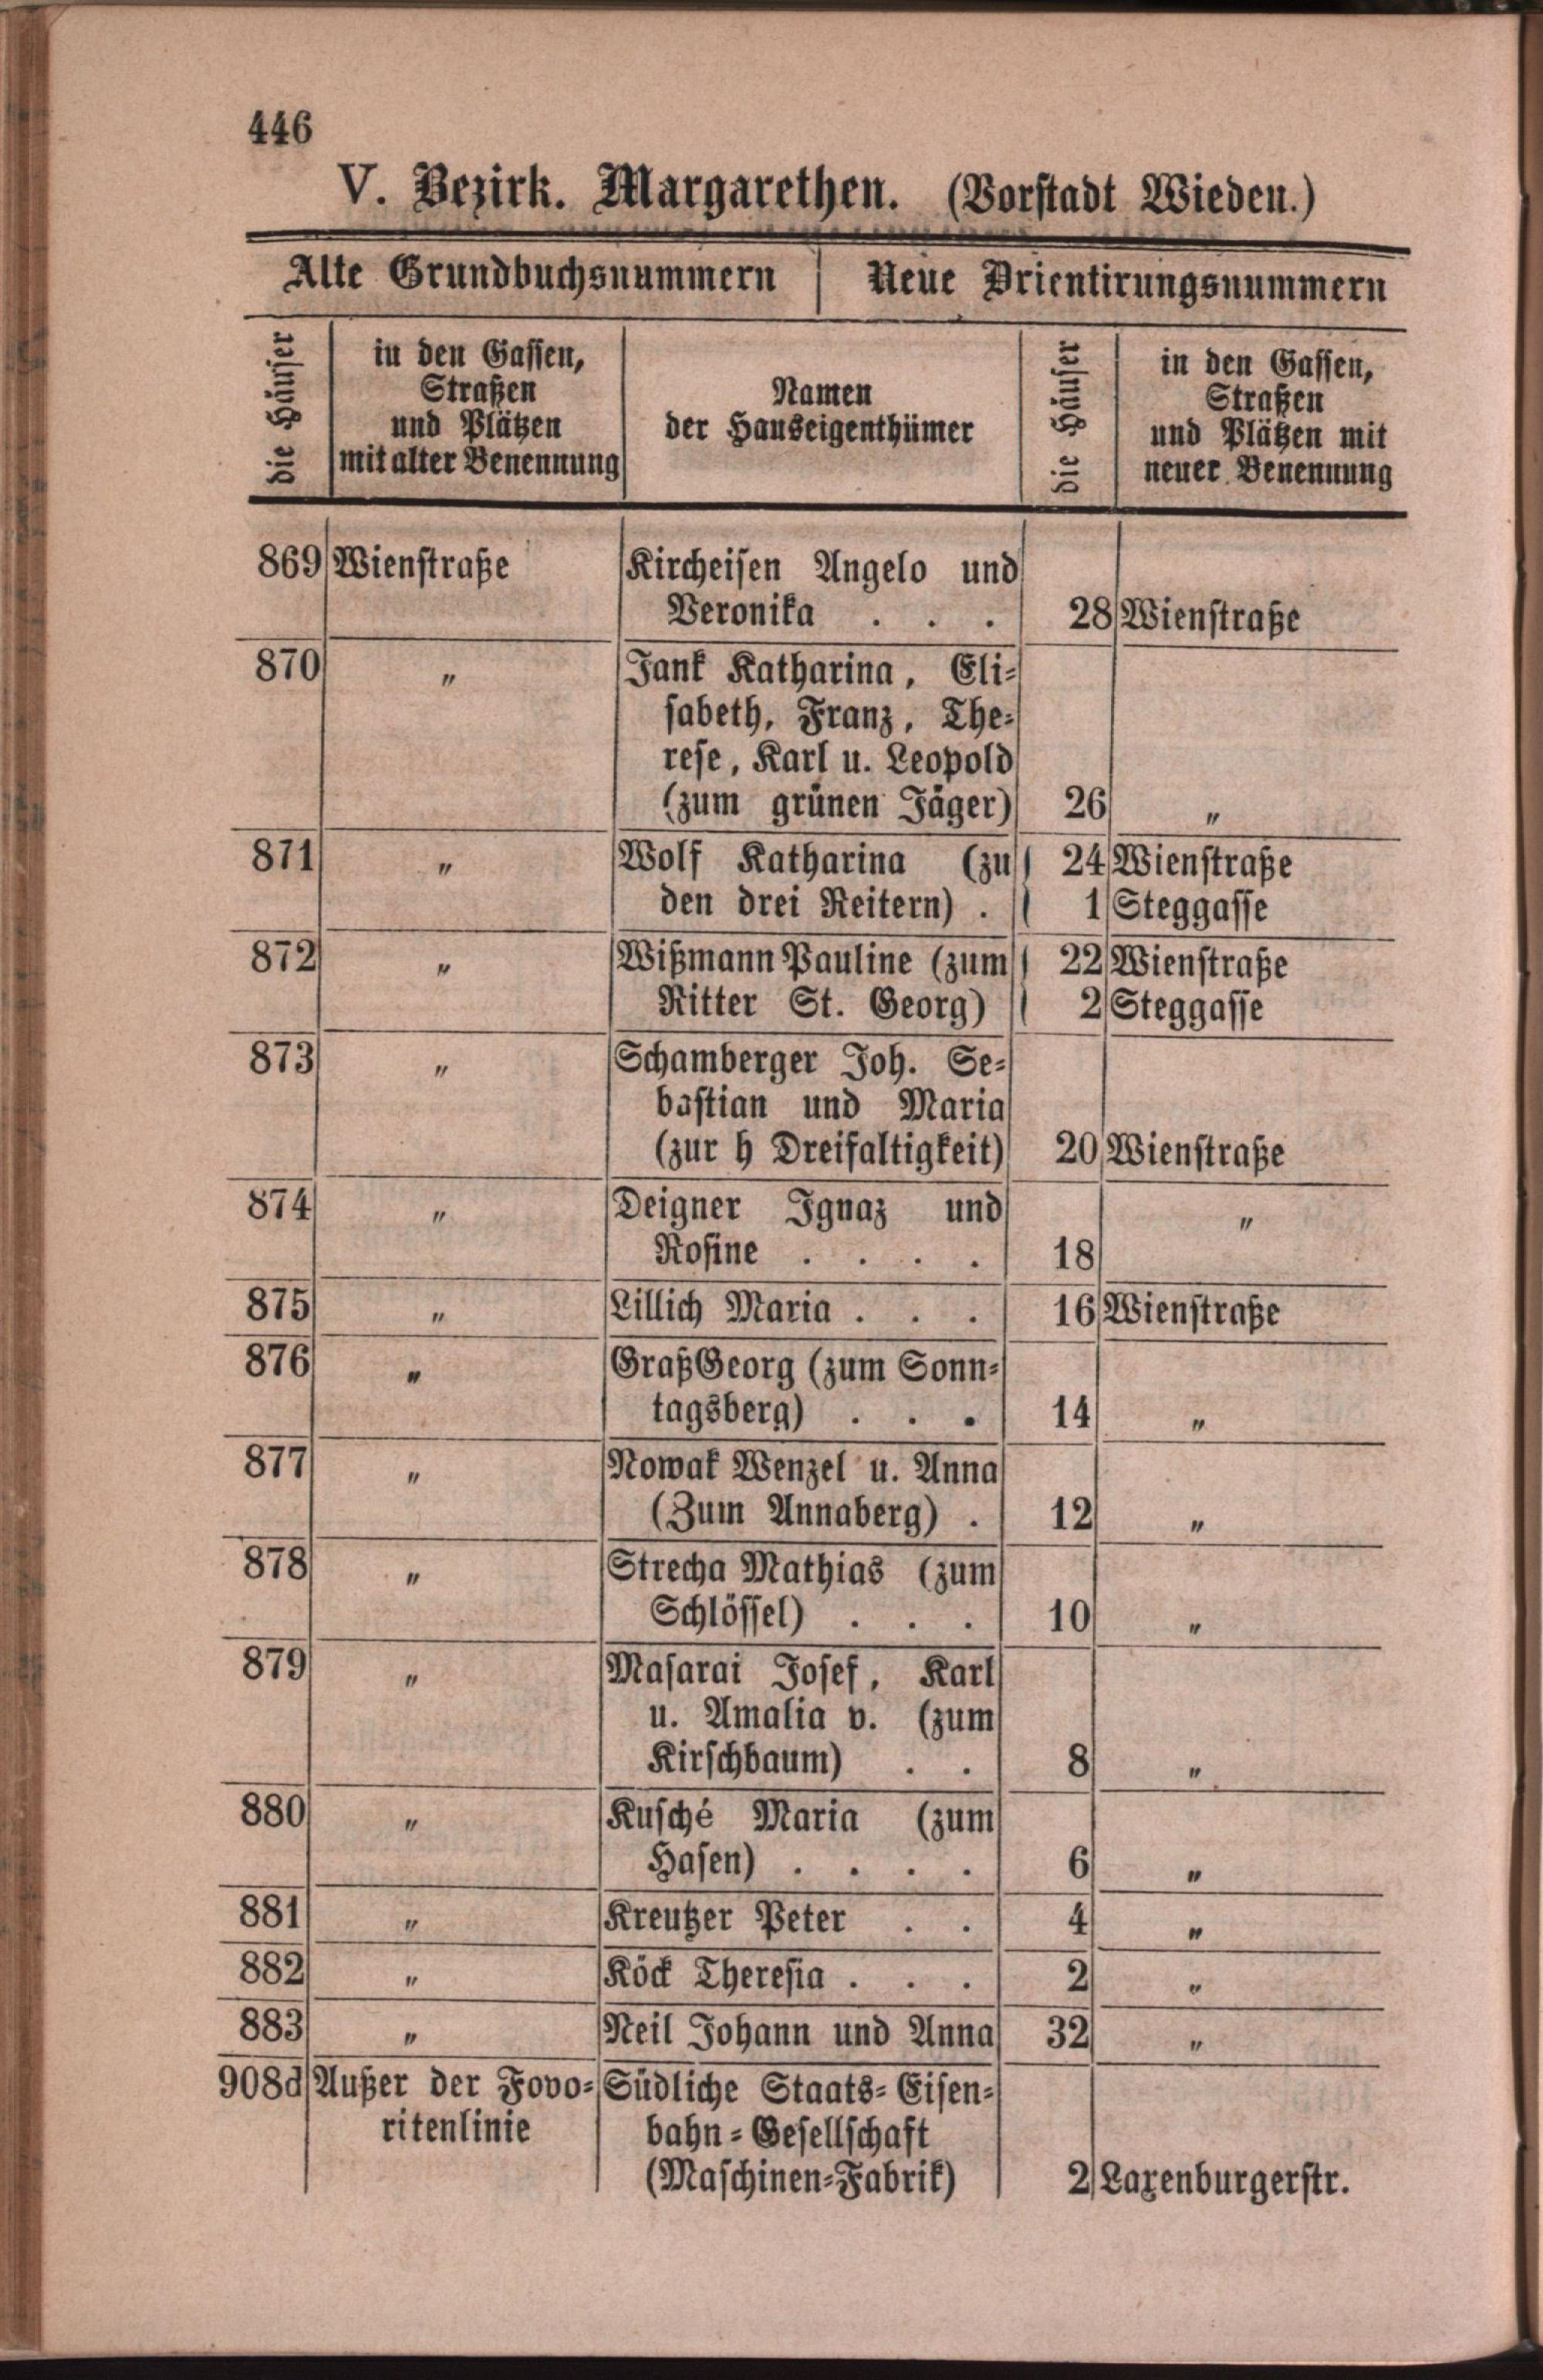 446
V. Bezirk. Margarethen. (Vorstadt Wieden.)
Alte Grundbuchsnummern Neue Orientirungsnummern
die Häuser
in den Gassen,
Straßen
und Plätzen
mit alter Benennung
Namen
der Hauseigenthümer
die Häuser
in den Gassen,
Straßen
und Plätzen mit
neuer Benennung
869 Wienstraße Kircheisen Angelo und
Veronika . . . 28 Wienstraße
870 „ Jank Katharina, Eli-
sabeth, Franz, The-
rese, Karl u. Leopold
(zum grünen Jäger) 26 „
871 „ Wolf Katharina (zu 24 Wienstraße
den drei Reitern) . 1 Steggasse
872 „ Wißmann Pauline (zum 22 Wienstraße
Ritter St. Georg) 2 Steggasse
873 „ Schamberger Joh. Se-
bastian und Maria
(zur h Dreifaltigkeit) 20 Wienstraße
874 „ Deigner Ignaz und „
Rosine . . . . 18
875 „ Lillich Maria . . . 16 Wienstraße
876 „ Graß Georg (zum Sonn-
tagsberg) . . . 14 „
877 „ Nowak Wenzel u. Anna
(Zum Annaberg) . 12 „
878 „ Strecha Mathias (zum
Schlössel) . . . 10 „
879 „ Masarai Josef, Karl
u. Amalia v. (zum
Kirschbaum) . . 8 „
880 „ Kusché Maria (zum
Hasen) . . . . 6 „
881 „ Kreutzer Peter . . 4 „
882 „ Köck Theresia . . . 2 „
883 „ Neil Johann und Anna 32 „
908d Außer der Fovo- Südliche Staats-Eisen-
ritenlinie bahn-Gesellschaft
(Maschinen-Fabrik) 2 Laxenburgerstr.